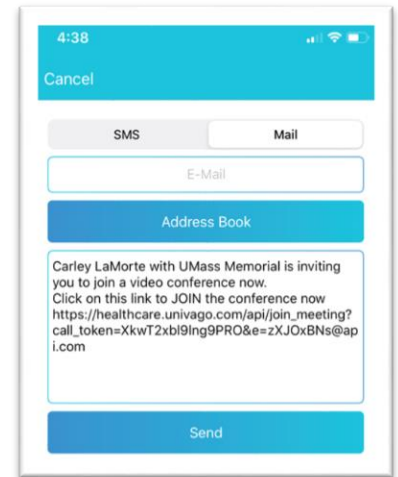 4:38
Cancel
SMS Mail
E-Mail
Address Book
Carley LaMorte with UMass Memorial is inviting
you to join a video conference now.
Click on this link to JOIN the conference now
https://healthcare.univago.com/api/join_meeting?
call_token=XkwT2xbl9Ing9PRO&e=zXJOxBNs@ap
i.com
Send